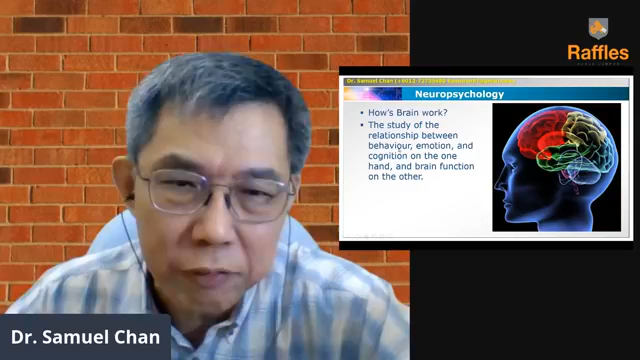 Raffles
Neuropsychology
• How's Brain work?
• The study of the
relationship between
behaviour, emotion, and
cognition on the one
hand, and brain function
on the other.
Dr. Samuel Chan